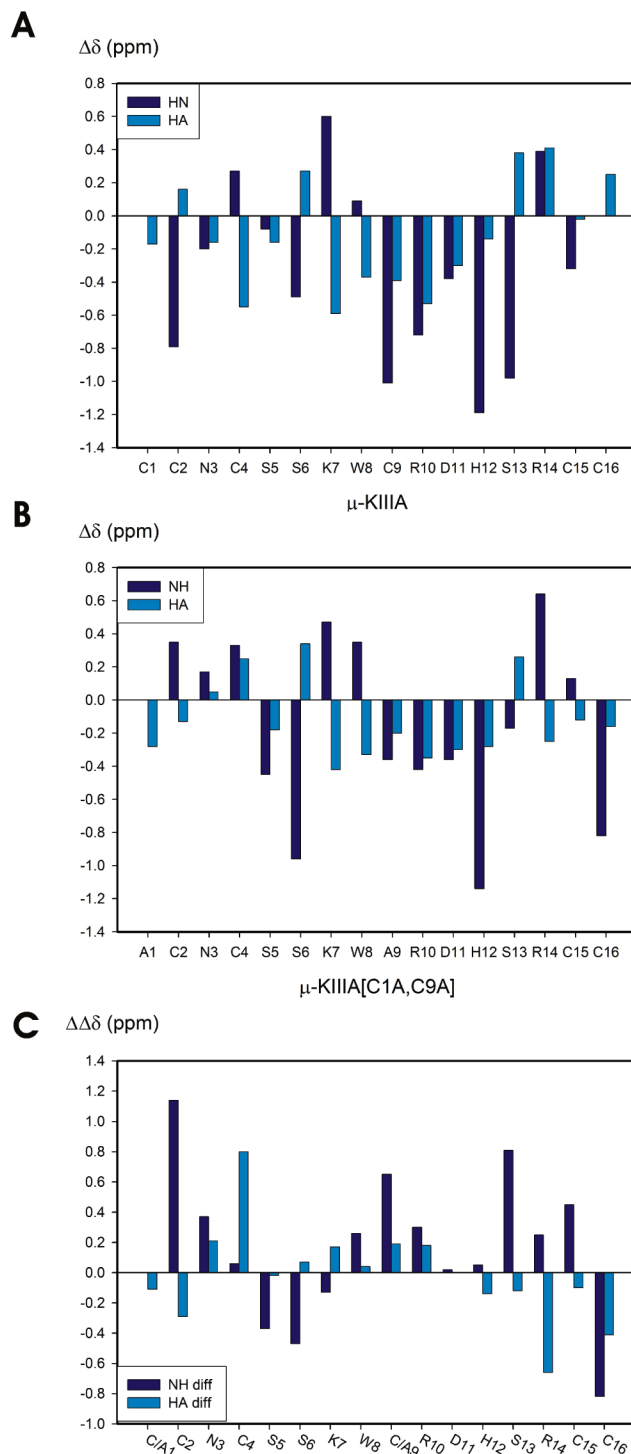 A
Δδ (ppm)
0.8
0.6
0.4
0.2
0.0
-0.2
-0.4
-0.6
-0.8
-1.0
-1.2
-1.4
HN
HA
C1 C2 N3 C4 S5 S6 K7 W8 C9 R10 D11 H12 S13 R14 C15 C16
μ-KIIIA
B
Δδ (ppm)
0.8
0.6
0.4
0.2
0.0
-0.2
-0.4
-0.6
-0.8
-1.0
-1.2
-1.4
NH
HA
A1 C2 N3 C4 S5 S6 K7 W8 A9 R10 D11 H12 S13 R14 C15 C16
μ-KIIIA[C1A,C9A]
C
ΔΔδ (ppm)
1.4
1.2
1.0
0.8
0.6
0.4
0.2
0.0
-0.2
-0.4
-0.6
-0.8
-1.0
NH diff
HA diff
C/A1 C2 N3 C4 S5 S6 K7 W8 C/A9 R10 D11 H12 S13 R14 C15 C16